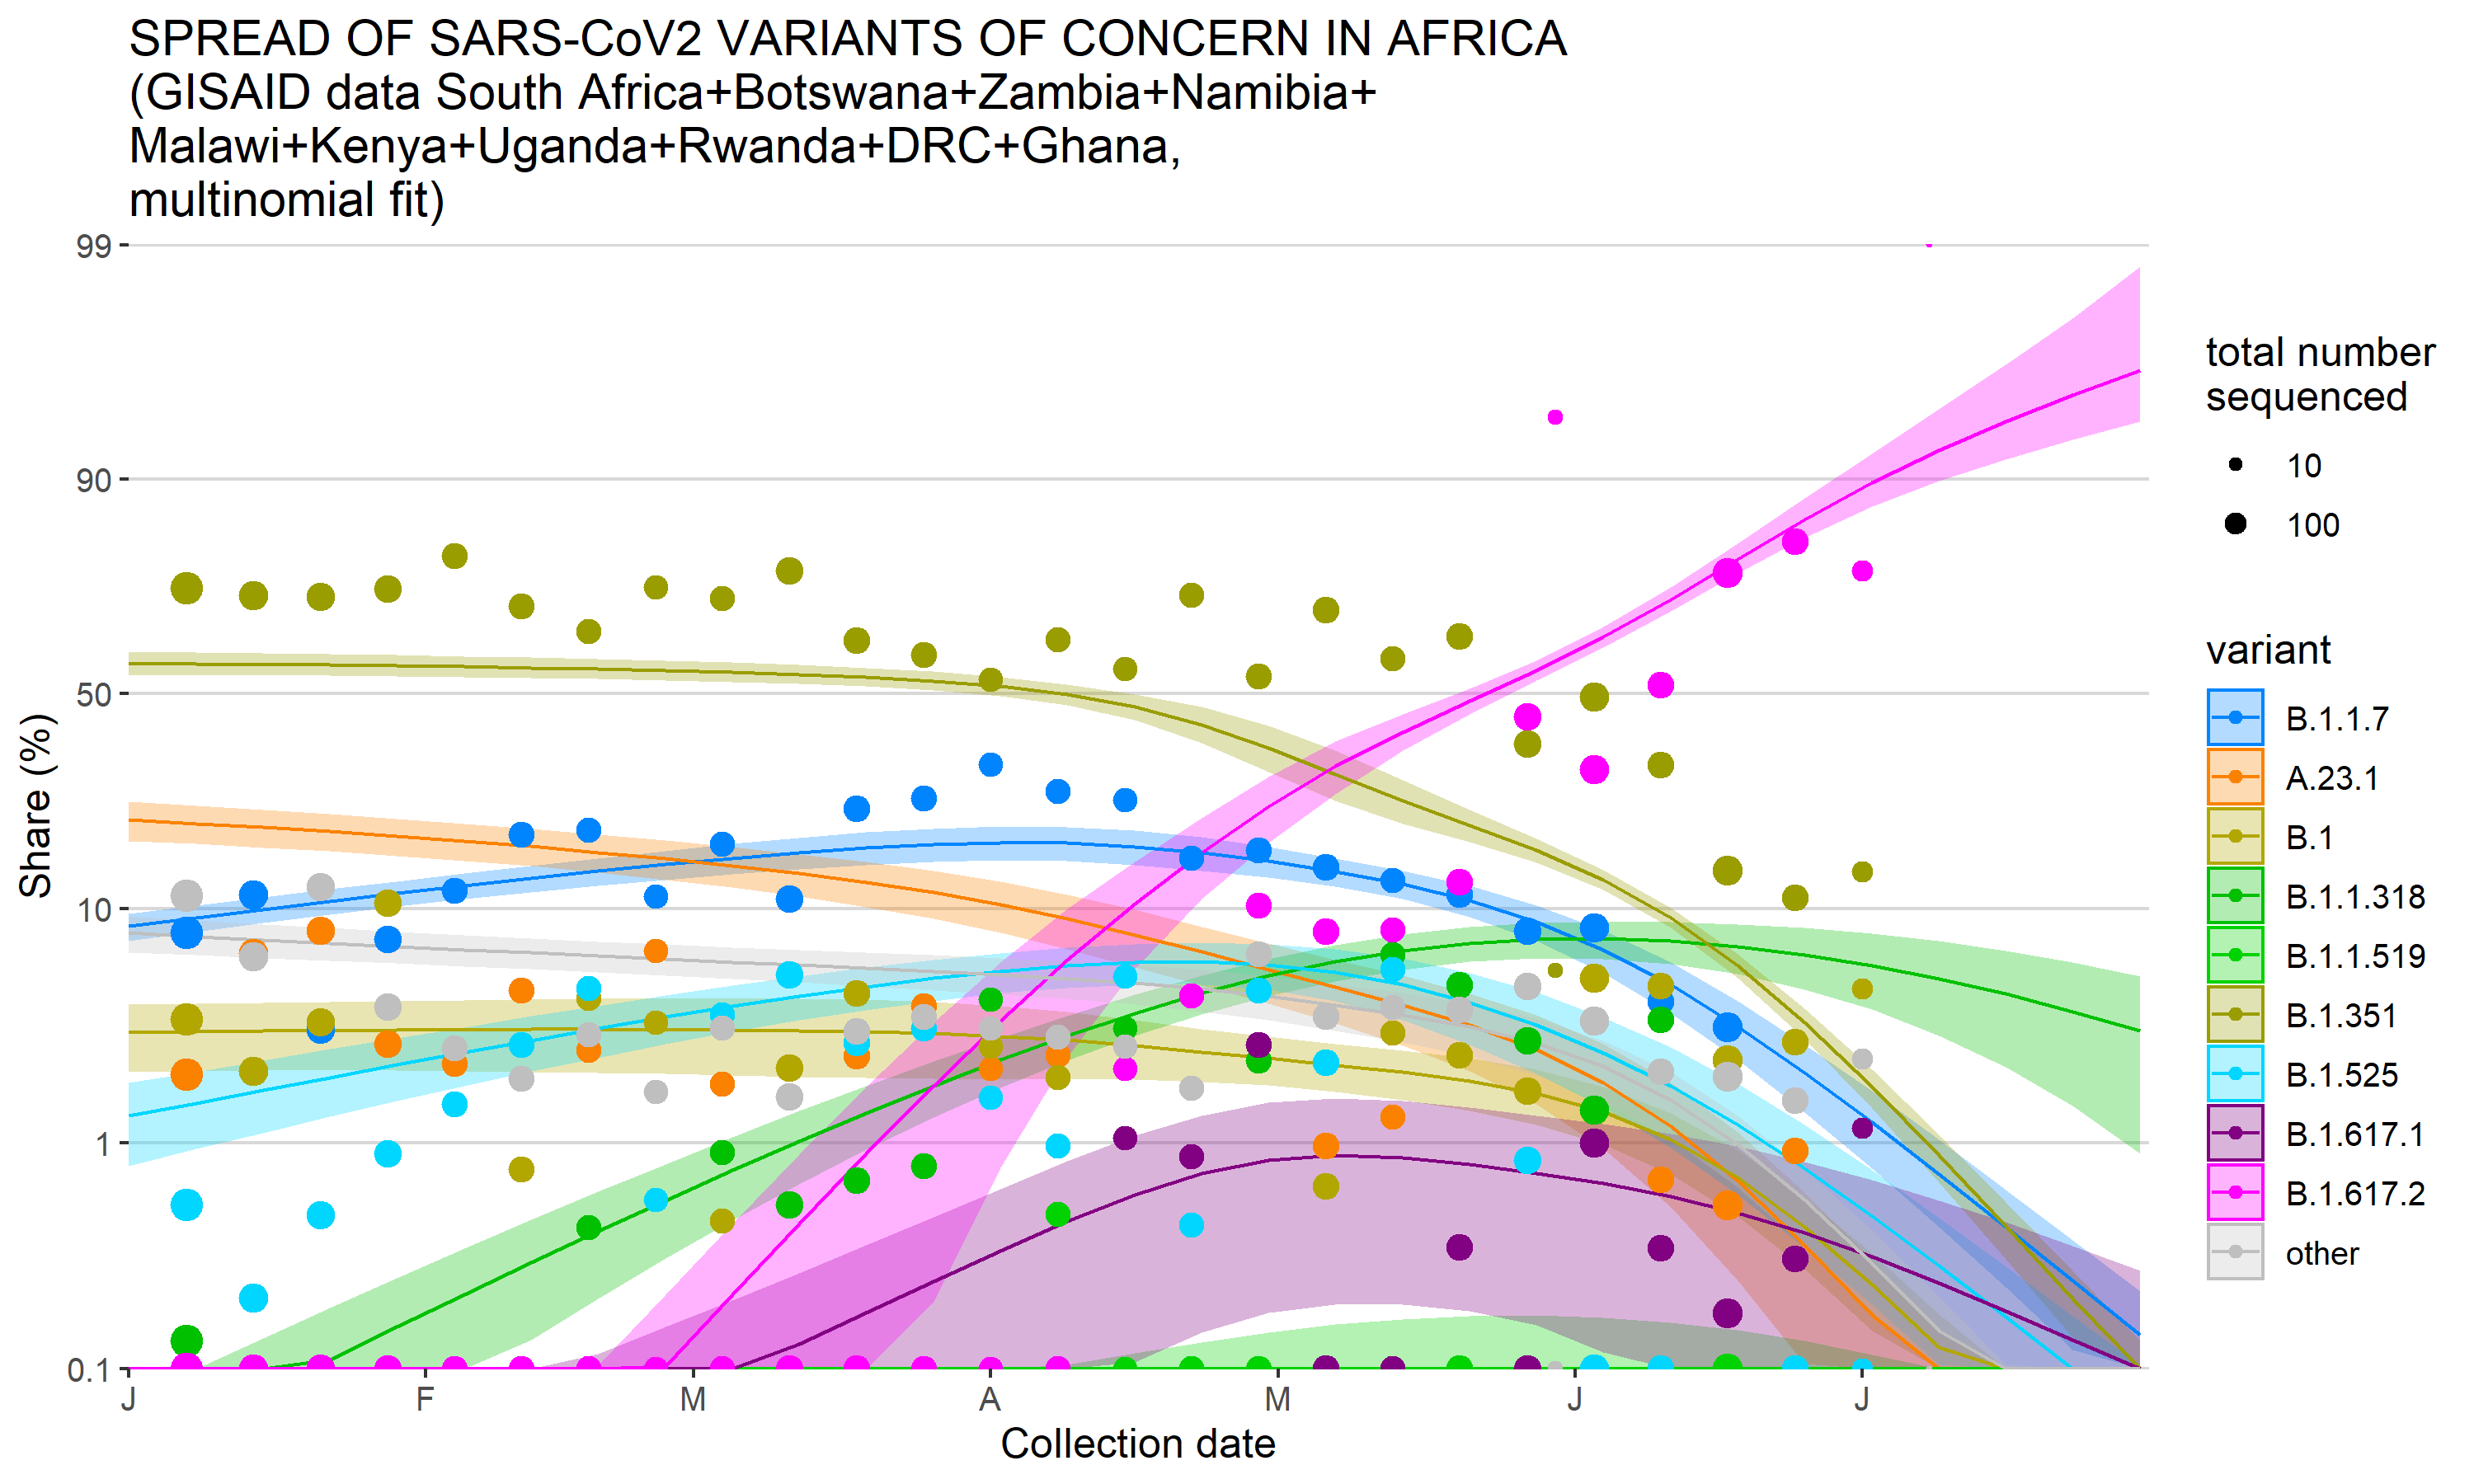 SPREAD OF SARS-CoV2 VARIANTS OF CONCERN IN AFRICA
(GISAID data South Africa+Botswana+Zambia+Namibia+
Malawi+Kenya+Uganda+Rwanda+DRC+Ghana,
multinomial fit)
99
90
50
10
1
0.1
Share (%)
J F M A M J J
Collection date
total number
sequenced
10
100
variant
B.1.1.7
A.23.1
B.1
B.1.1.318
B.1.1.519
B.1.351
B.1.525
B.1.617.1
B.1.617.2
other